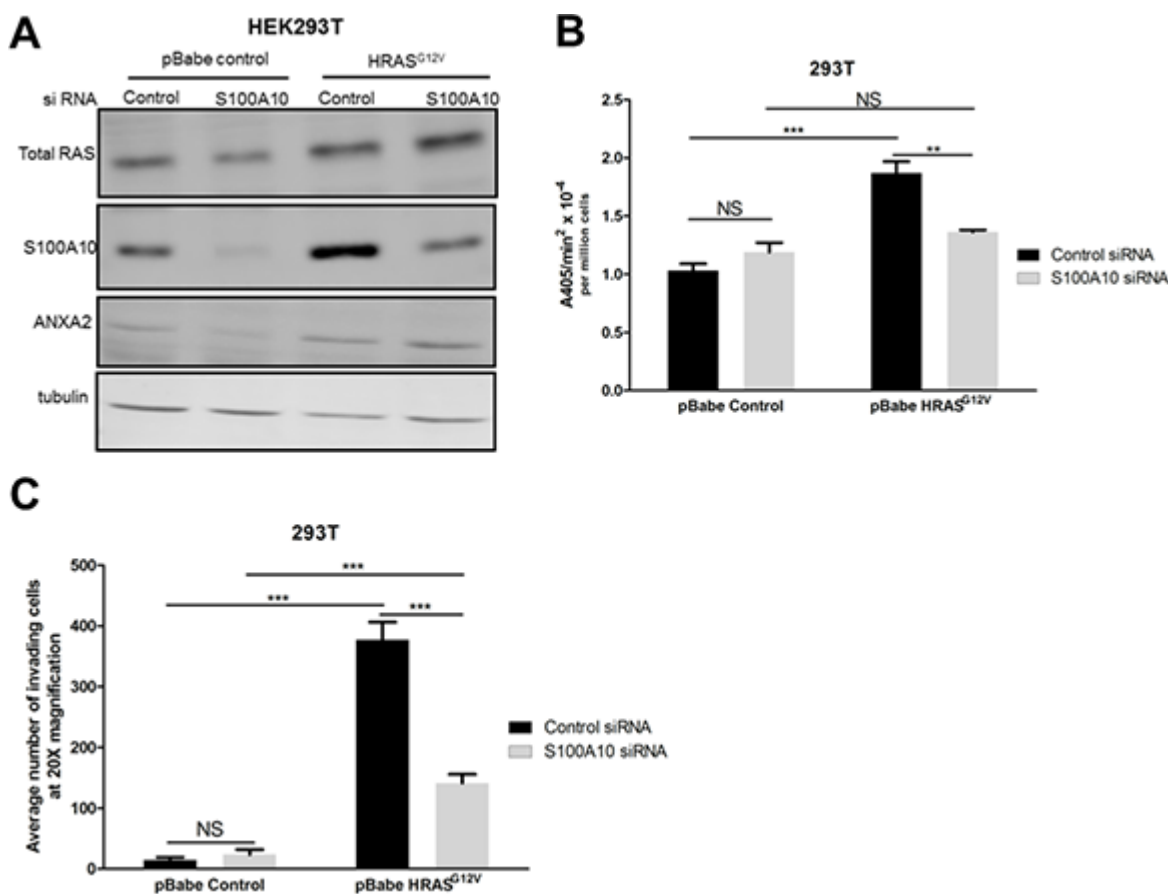 A
HEK293T
pBabe control
HRASG12V
si RNA
Control
S100A10
Control
S100A10
Total RAS
S100A10
ANXA2
tubulin
B
293T
NS
***
**
NS
A405/min² x 10⁻⁴
per million cells
2.5
2.0
1.5
1.0
0.5
0.0
Control siRNA
S100A10 siRNA
pBabe Control
pBabe HRASG12V
C
293T
***
***
***
NS
Average number of invading cells
at 20X magnification
500
400
300
200
100
0
Control siRNA
S100A10 siRNA
pBabe Control
pBabe HRASG12V